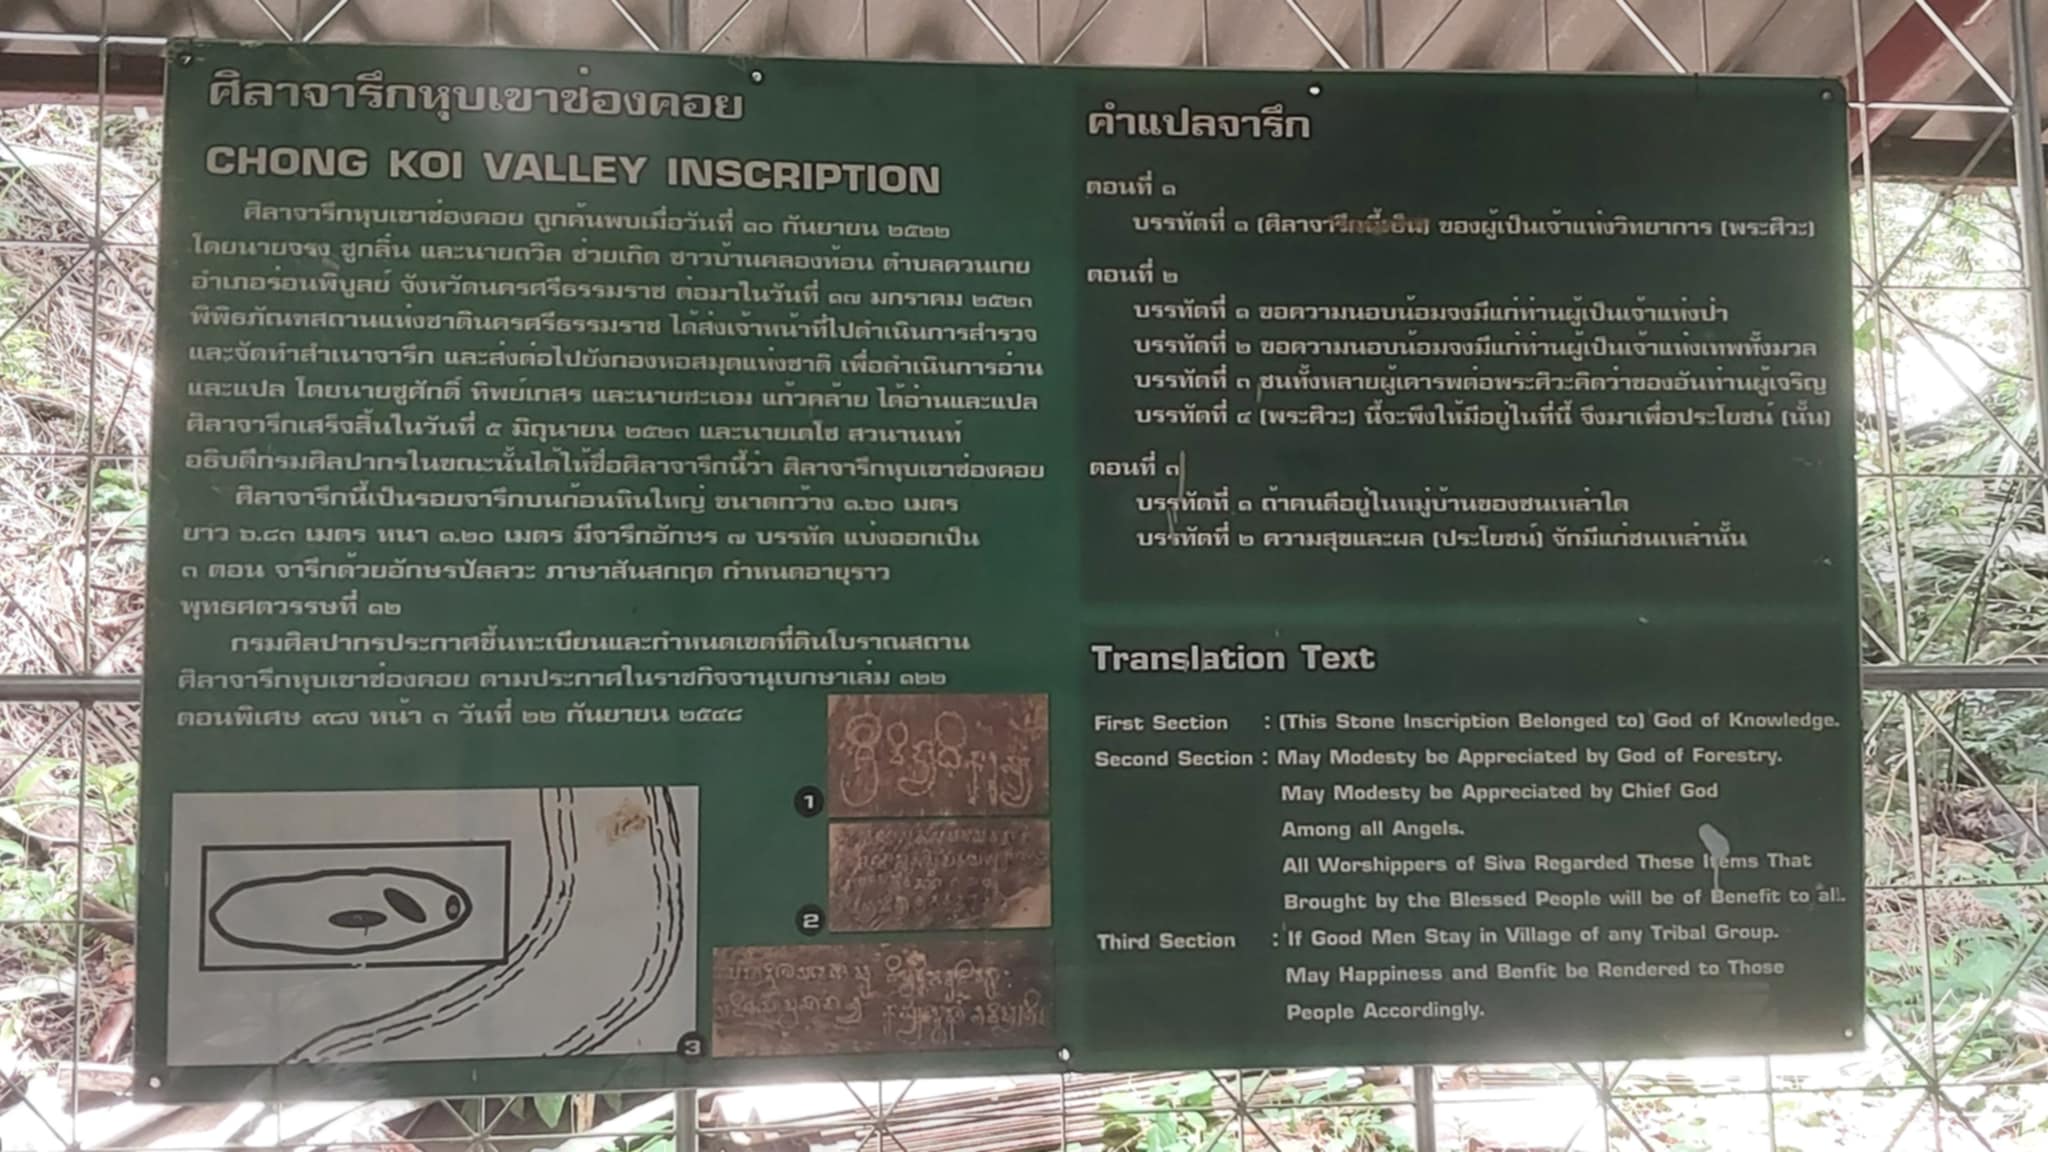 ศิลาจารึกหุบเขาช่องคอย
CHONG KOI VALLEY INSCRIPTION
ศิลาจารึกหุบเขาช่องคอย ถูกค้นพบเมื่อวันที่ ๑๐ กันยายน ๒๕๒๒
โดยนายจรง ชูกลิ่น และนายถวิล ช่วยเกิด ชาวบ้านคลองท้อน ตำบลควนเกย
อำเภอร่อนพิบูลย์ จังหวัดนครศรีธรรมราช ต่อมาในวันที่ ๑๗ มกราคม ๒๕๒๓
พิพิธภัณฑสถานแห่งชาตินครศรีธรรมราช ได้ส่งเจ้าหน้าที่ไปดำเนินการสำรวจ
และจัดทำสำเนาจารึก และส่งต่อไปยังกองหอสมุดแห่งชาติ เพื่อดำเนินการอ่าน
และแปล โดยนายชูศักดิ์ ทิพย์เกสร และนายชะเอม แก้วคล้าย ได้อ่านและแปล
ศิลาจารึกเสร็จสิ้นในวันที่ ๕ มิถุนายน ๒๕๒๓ และนายเดโช สวนานนท์
อธิบดีกรมศิลปากรในขณะนั้นได้ให้ชื่อศิลาจารึกนี้ว่า ศิลาจารึกหุบเขาช่องคอย
ศิลาจารึกนี้เป็นรอยจารึกบนก้อนหินใหญ่ ขนาดกว้าง ๑.๖๐ เมตร
ยาว ๖.๘๓ เมตร หนา ๑.๒๐ เมตร มีจารึกอักษร ๗ บรรทัด แบ่งออกเป็น
๓ ตอน จารึกด้วยอักษรปัลลวะ ภาษาสันสกฤต กำหนดอายุราว
พุทธศตวรรษที่ ๑๒
กรมศิลปากรประกาศขึ้นทะเบียนและกำหนดเขตที่ดินโบราณสถาน
ศิลาจารึกหุบเขาช่องคอย ตามประกาศในราชกิจจานุเบกษาเล่ม ๑๒๒
ตอนพิเศษ ๙๘ง หน้า ๓ วันที่ ๒๒ กันยายน ๒๕๔๘
1
2
3
คำแปลจารึก
ตอนที่ ๑
บรรทัดที่ ๑ (ศิลาจารึกนี้เป็น) ของผู้เป็นเจ้าแห่งวิทยาการ (พระศิวะ)
ตอนที่ ๒
บรรทัดที่ ๑ ขอความนอบน้อมจงมีแก่ท่านผู้เป็นเจ้าแห่งป่า
บรรทัดที่ ๒ ขอความนอบน้อมจงมีแก่ท่านผู้เป็นเจ้าแห่งเทพทั้งมวล
บรรทัดที่ ๓ ชนทั้งหลายผู้เคารพต่อพระศิวะคิดว่าของอันท่านผู้เจริญ
บรรทัดที่ ๔ (พระศิวะ) นี้จะพึงให้มีอยู่ในที่นี้ จึงมาเพื่อประโยชน์ (นั้น)
ตอนที่ ๓
บรรทัดที่ ๑ ถ้าคนดีอยู่ในหมู่บ้านของชนเหล่าใด
บรรทัดที่ ๒ ความสุขและผล (ประโยชน์) จักมีแก่ชนเหล่านั้น
Translation Text
First Section : (This Stone Inscription Belonged to) God of Knowledge.
Second Section : May Modesty be Appreciated by God of Forestry.
May Modesty be Appreciated by Chief God
Among all Angels.
All Worshippers of Siva Regarded These Items That
Brought by the Blessed People will be of Benefit to all.
Third Section : If Good Men Stay in Village of any Tribal Group.
May Happiness and Benfit be Rendered to Those
People Accordingly.